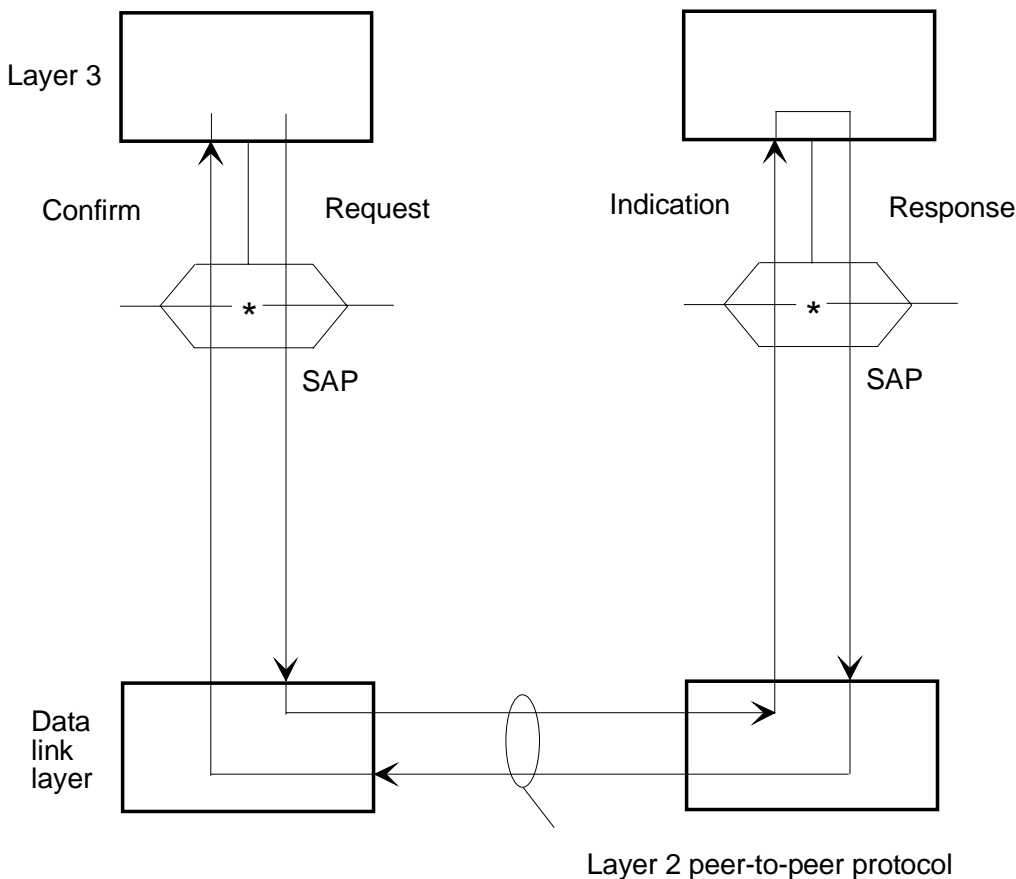 Layer 3
Confirm
Request
Indication
Response
*
*
SAP
SAP
Data
link
layer
Layer 2 peer-to-peer protocol